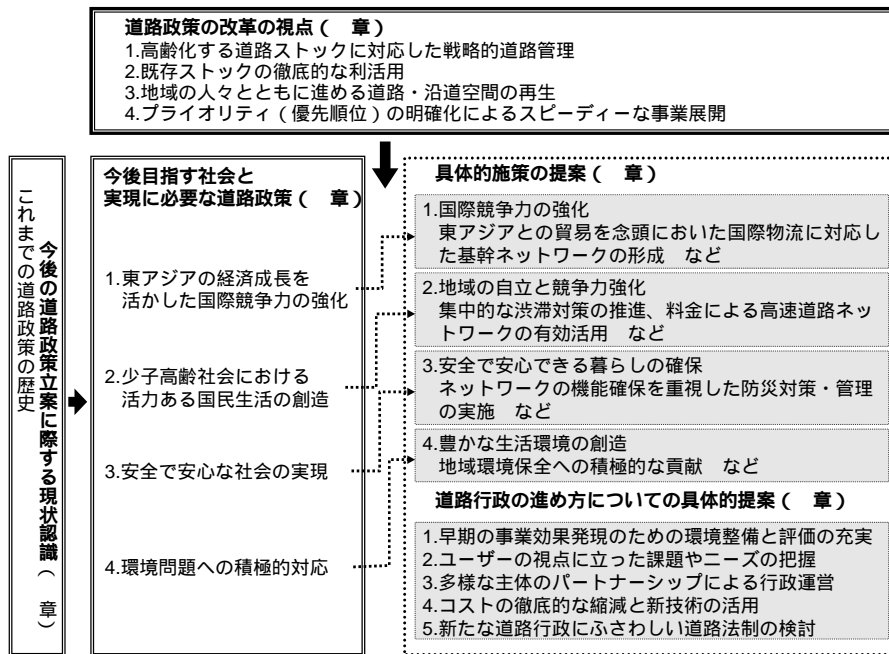 道路政策の改革の視点(　章)
1.高齢化する道路ストックに対応した戦略的道路管理
2.既存ストックの徹底的な利活用
3.地域の人々とともに進める道路・沿道空間の再生
4.プライオリティ(優先順位)の明確化によるスピーディーな事業展開
今後の道路政策立案に際する現状認識(　章)
これまでの道路政策の歴史
今後目指す社会と
実現に必要な道路政策(　章)
1.東アジアの経済成長を
活かした国際競争力の強化
2.少子高齢社会における
活力ある国民生活の創造
3.安全で安心な社会の実現
4.環境問題への積極的対応
具体的施策の提案(　章)
1.国際競争力の強化
東アジアとの貿易を念頭においた国際物流に対応し
た基幹ネットワークの形成　など
2.地域の自立と競争力強化
集中的な渋滞対策の推進、料金による高速道路ネッ
トワークの有効活用　など
3.安全で安心できる暮らしの確保
ネットワークの機能確保を重視した防災対策・管理
の実施　など
4.豊かな生活環境の創造
地域環境保全への積極的な貢献　など
道路行政の進め方についての具体的提案(　章)
1.早期の事業効果発現のための環境整備と評価の充実
2.ユーザーの視点に立った課題やニーズの把握
3.多様な主体のパートナーシップによる行政運営
4.コストの徹底的な縮減と新技術の活用
5.新たな道路行政にふさわしい道路法制の検討